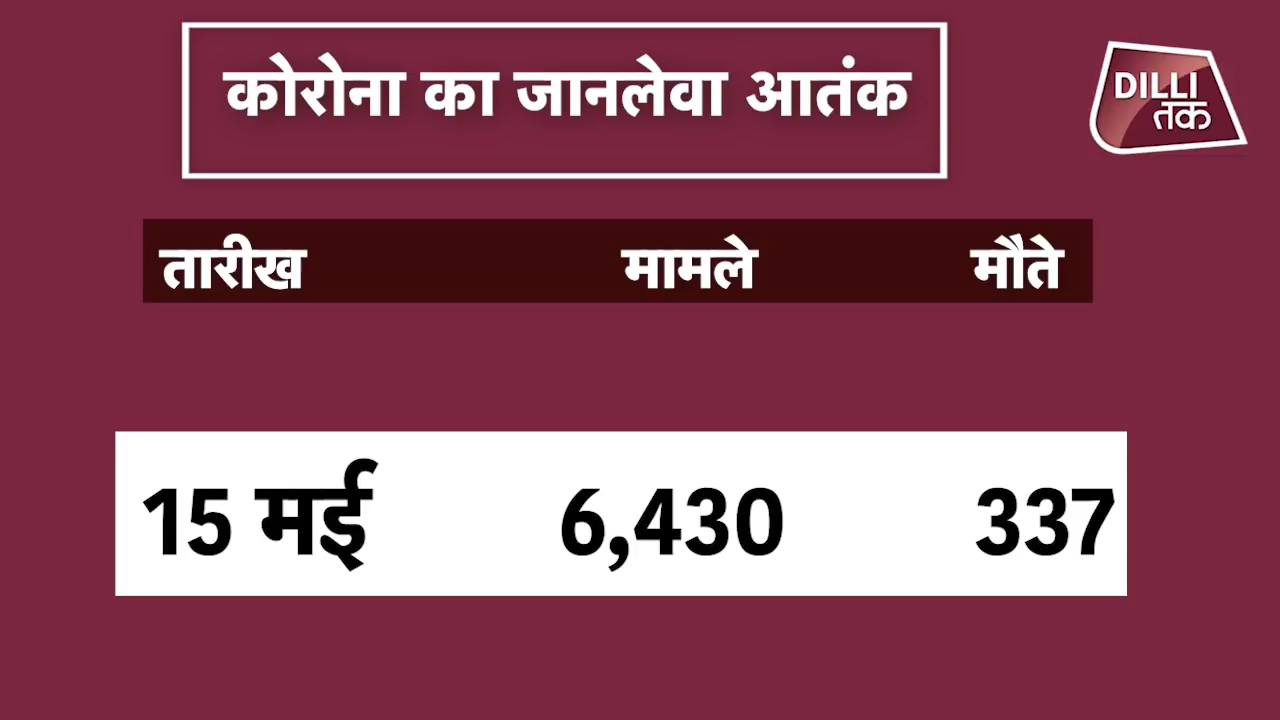 कोरोना का जानलेवा आतंक
DILLI
तक
तारीख मामले मौते
15 मई 6,430 337